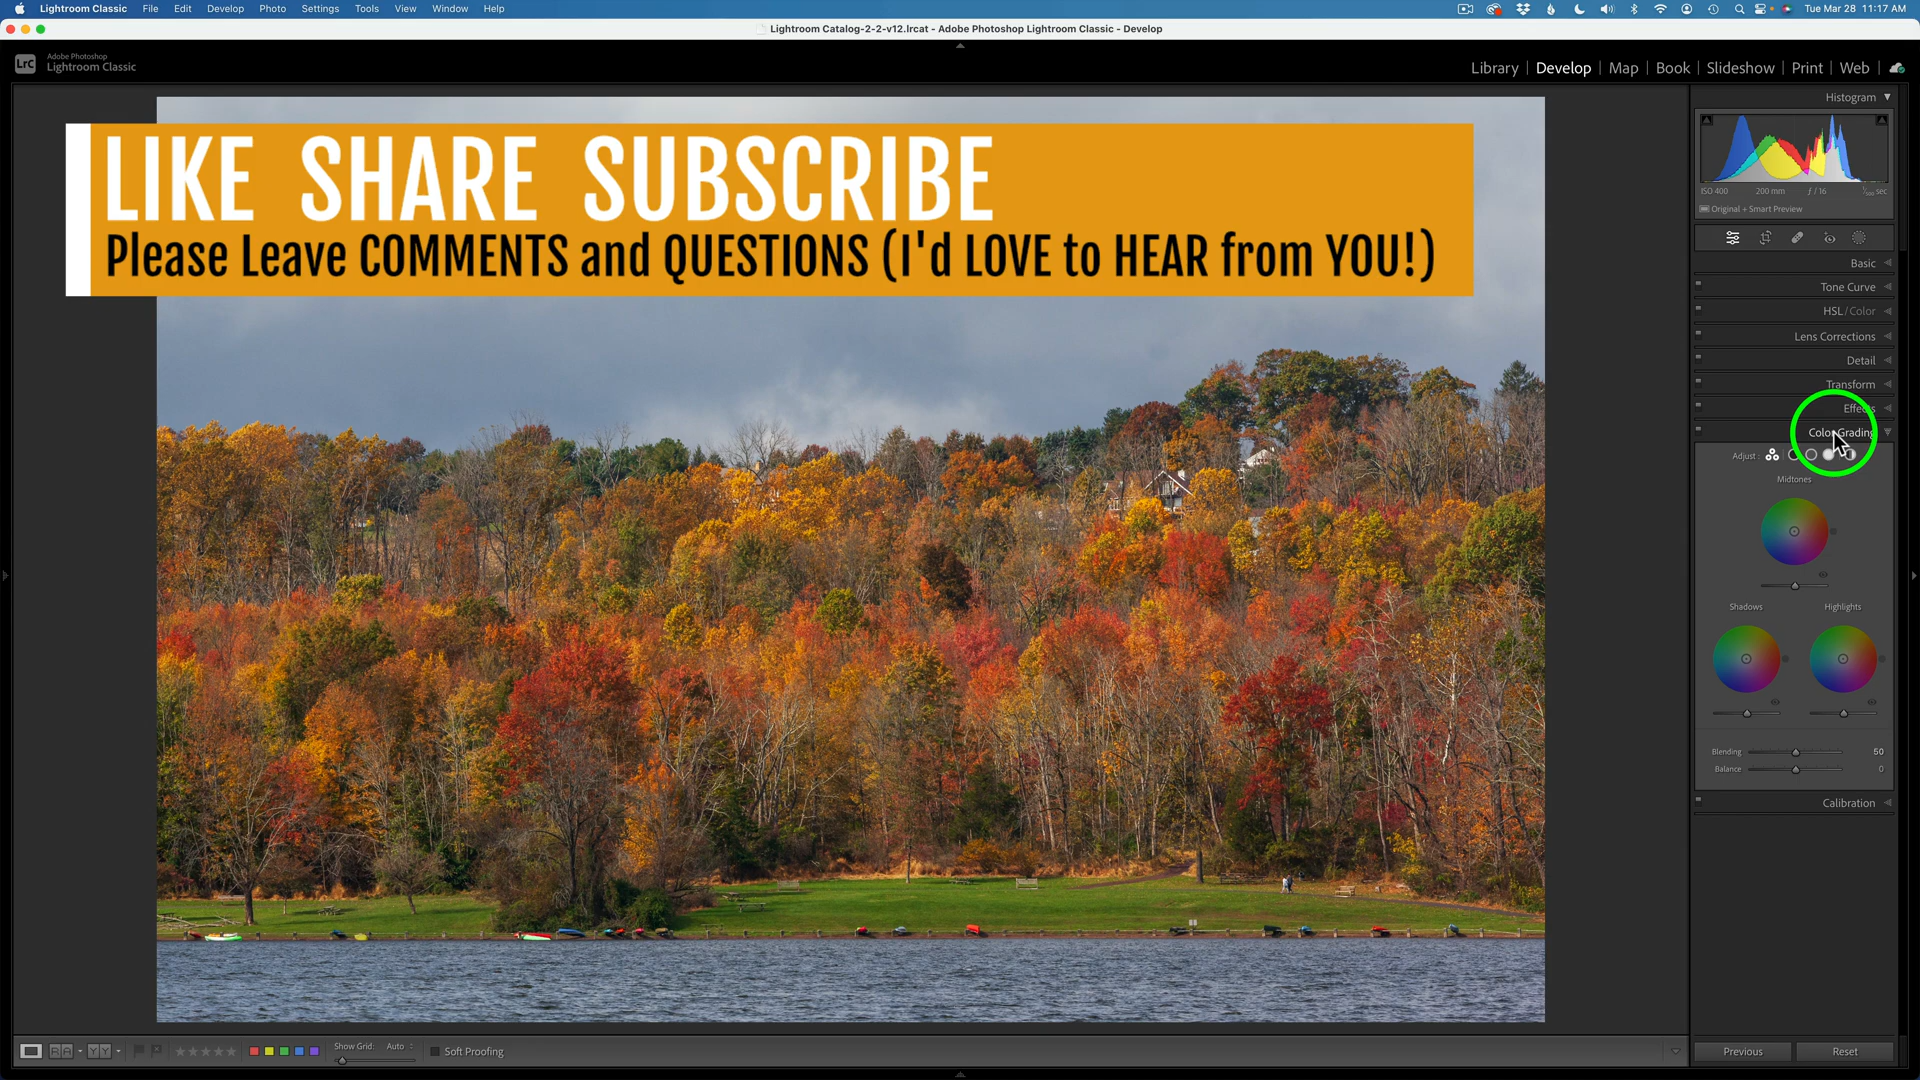 Lightroom Classic File Edit Develop Photo Settings Tools View Window Help Tue Mar 28 11:17 AM
Lightroom Catalog-2-2-v12.lrcat - Adobe Photoshop Lightroom Classic - Develop
LrC Adobe Photoshop
Lightroom Classic
Library | Develop | Map | Book | Slideshow | Print | Web
Histogram
LIKE SHARE SUBSCRIBE
Please Leave COMMENTS and QUESTIONS (I'd LOVE to HEAR from YOU!)
ISO 400 200 mm ƒ / 16
Original + Smart Preview
Basic
Tone Curve
HSL / Color
Lens Corrections
Detail
Transform
Effects
Color Grading
Adjust :
Midtones
Shadows Highlights
Blending 50
Balance 0
Calibration
Show Grid: Auto
Soft Proofing
Previous Reset